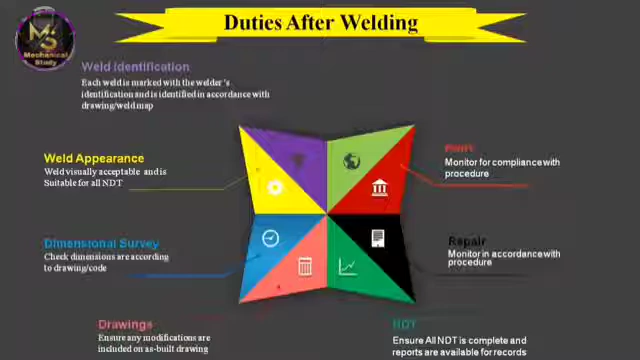 Duties After Welding
M
S
Mechanical
Study
Weld Identification
Each weld is marked with the welder 's
identification and is identified in accordance with
drawing/weld map
Weld Appearance
Weld visually acceptable and is
Suitable for all NDT
Dimensional Survey
Check dimensions are according
to drawing/code
Drawings
Ensure any modifications are
included on as-built drawing
PWHT
Monitor for compliance with
procedure
Repair
Monitor in accordance with
procedure
NDT
Ensure All NDT is complete and
reports are available for records